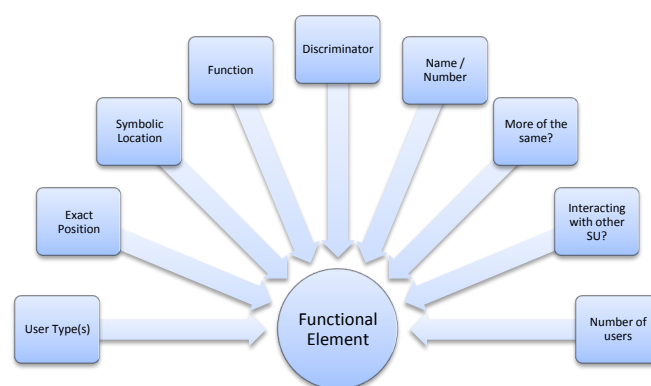 Discriminator
Function
Name /
Number
Symbolic
Location
More of the
same?
Exact
Position
Interacting
with other
SU?
User Type(s)
Functional
Element
Number of
users